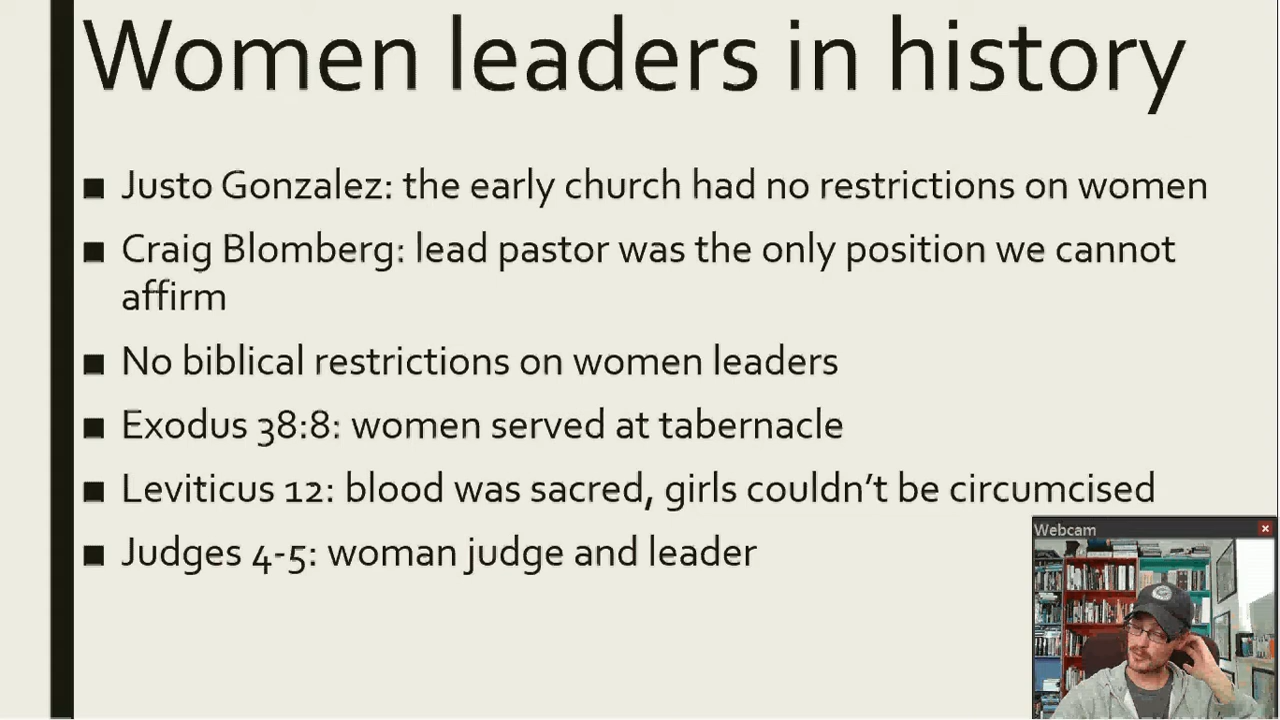 Women leaders in history
■ Justo Gonzalez: the early church had no restrictions on women
■ Craig Blomberg: lead pastor was the only position we cannot
affirm
■ No biblical restrictions on women leaders
■ Exodus 38:8: women served at tabernacle
■ Leviticus 12: blood was sacred, girls couldn’t be circumcised
■ Judges 4-5: woman judge and leader
Webcam